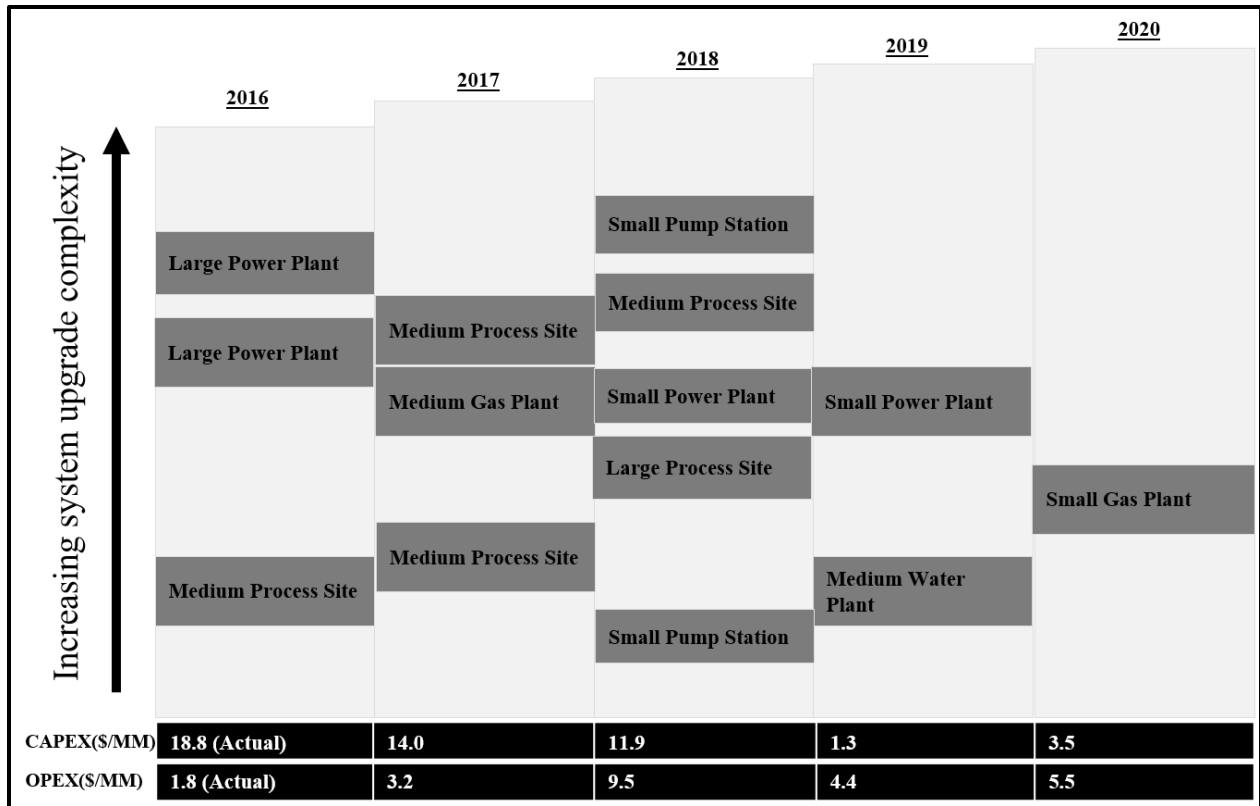 2016
2017
2018
2019
2020
Increasing system upgrade complexity
Large Power Plant
Large Power Plant
Medium Process Site
Medium Process Site
Medium Gas Plant
Medium Process Site
Small Pump Station
Medium Process Site
Small Power Plant
Large Process Site
Small Pump Station
Small Power Plant
Medium Water
Plant
Small Gas Plant
CAPEX($/MM) 18.8 (Actual) 14.0 11.9 1.3 3.5
OPEX($/MM) 1.8 (Actual) 3.2 9.5 4.4 5.5